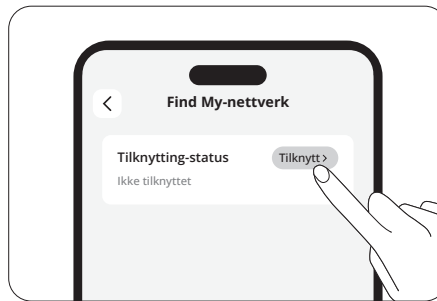 Find My-nettverk
Tilknytting-status
Tilknytt >
Ikke tilknyttet